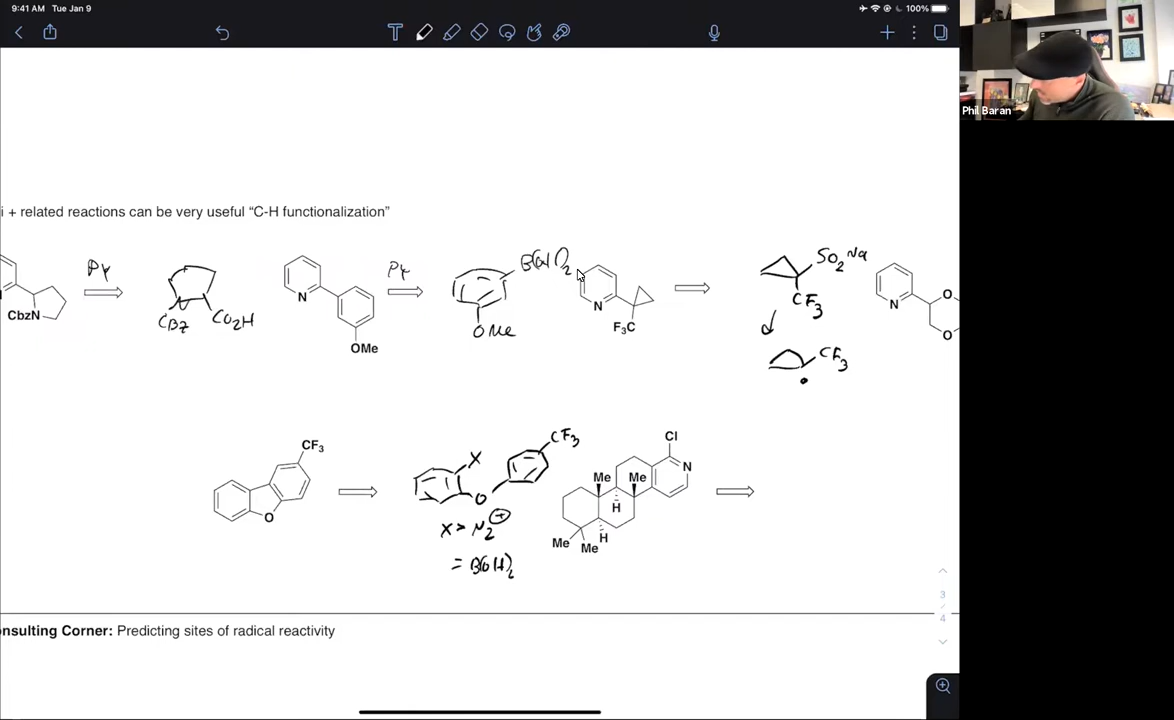 9:41 AM Tue Jan 9
100%
Phil Baran
i + related reactions can be very useful “C-H functionalization”
CbzN
Py
CBZ
CO2H
N
OMe
Py
B(OH)2
OMe
N
F3C
SO2Na
CF3
CF3
N
O
O
CF3
O
X
O
CF3
X = N2+
= B(OH)2
Cl
N
Me
Me
H
H
Me
Me
3
/
4
onsulting Corner: Predicting sites of radical reactivity